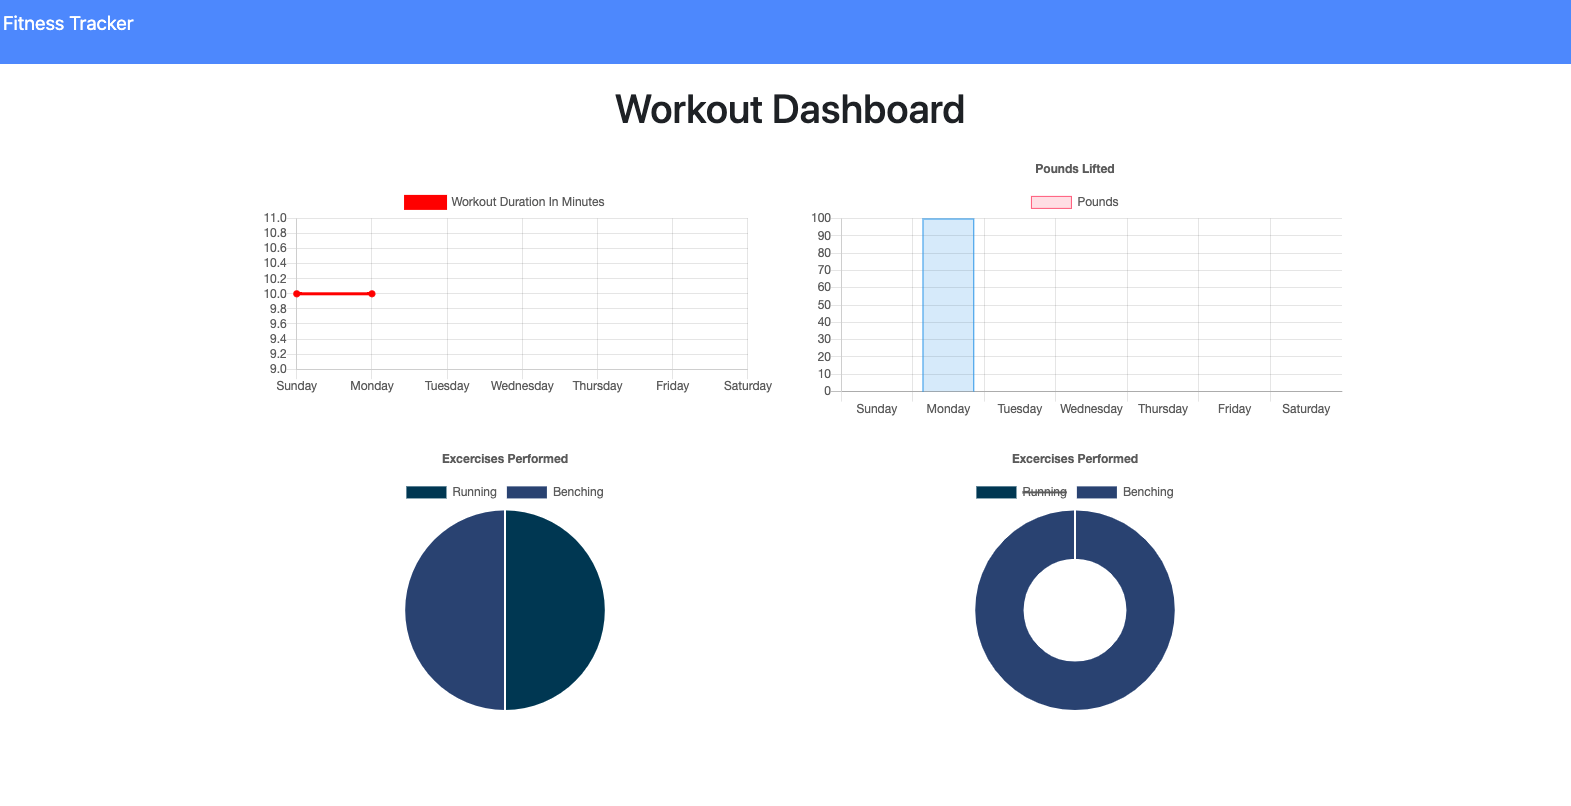 Fitness Tracker
Workout Dashboard
Workout Duration In Minutes
11.0
10.8
10.6
10.4
10.2
10.0
9.8
9.6
9.4
9.2
9.0
Sunday Monday Tuesday Wednesday Thursday Friday Saturday
Pounds Lifted
Pounds
100
90
80
70
60
50
40
30
20
10
0
Sunday Monday Tuesday Wednesday Thursday Friday Saturday
Excercises Performed
Running Benching
Excercises Performed
Running Benching